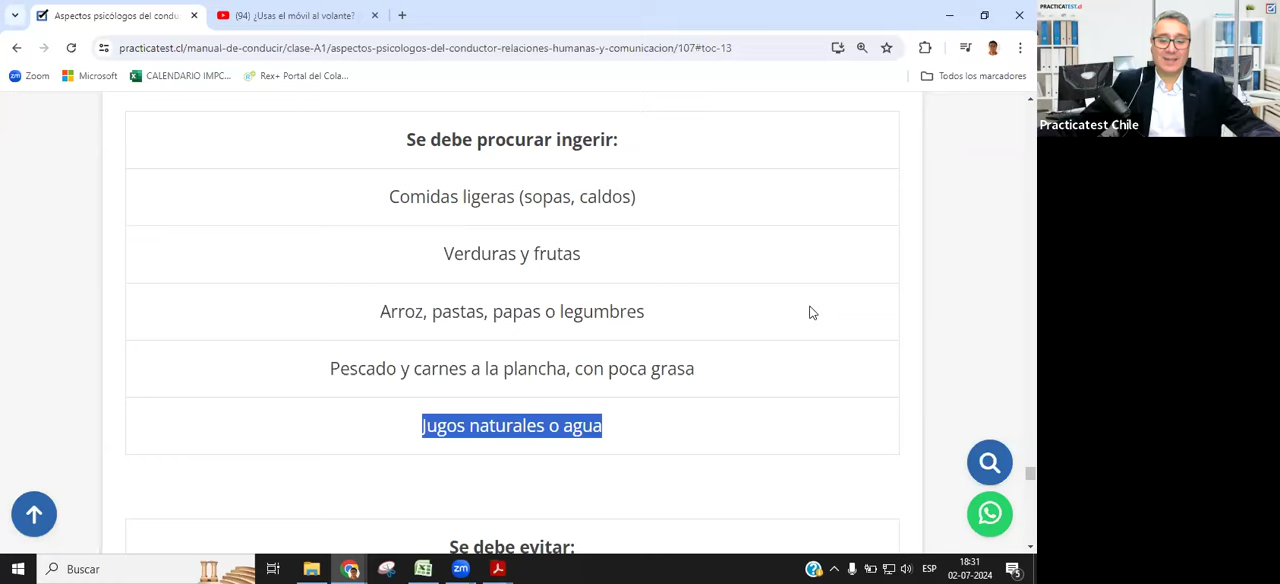 Aspectos psicólogos del condu
(94) ¿Usas el móvil al volante?
practicatest.cl/manual-de-conducir/clase-A1/aspectos-psicologos-del-conductor-relaciones-humanas-y-comunicacion/107#toc-13
Zoom
Microsoft
CALENDARIO IMPC...
Rex+ Portal del Cola...
Todos los marcadores
PRACTICATEST.cl
Practicatest Chile
Se debe procurar ingerir:
Comidas ligeras (sopas, caldos)
Verduras y frutas
Arroz, pastas, papas o legumbres
Pescado y carnes a la plancha, con poca grasa
Jugos naturales o agua
Se debe evitar:
Buscar
ESP
18:31
02-07-2024